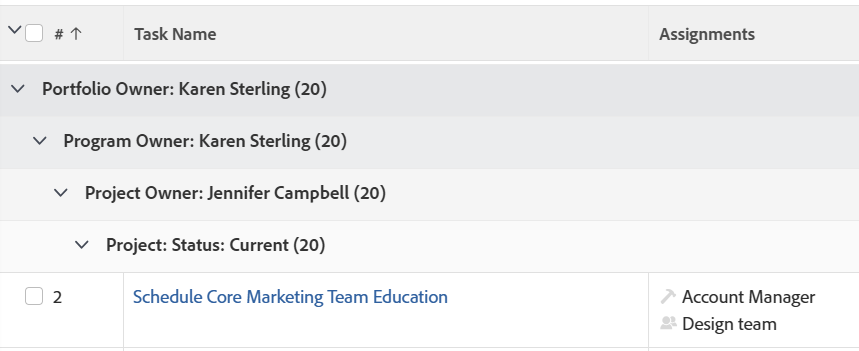 # ↑ Task Name Assignments
Portfolio Owner: Karen Sterling (20)
Program Owner: Karen Sterling (20)
Project Owner: Jennifer Campbell (20)
Project: Status: Current (20)
2 Schedule Core Marketing Team Education Account Manager
Design team